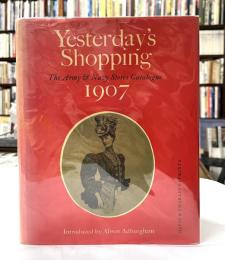 Yesterday's
Shopping
The Army & Navy Stores Catalogue
1907
Introduced by Alison Adburgham